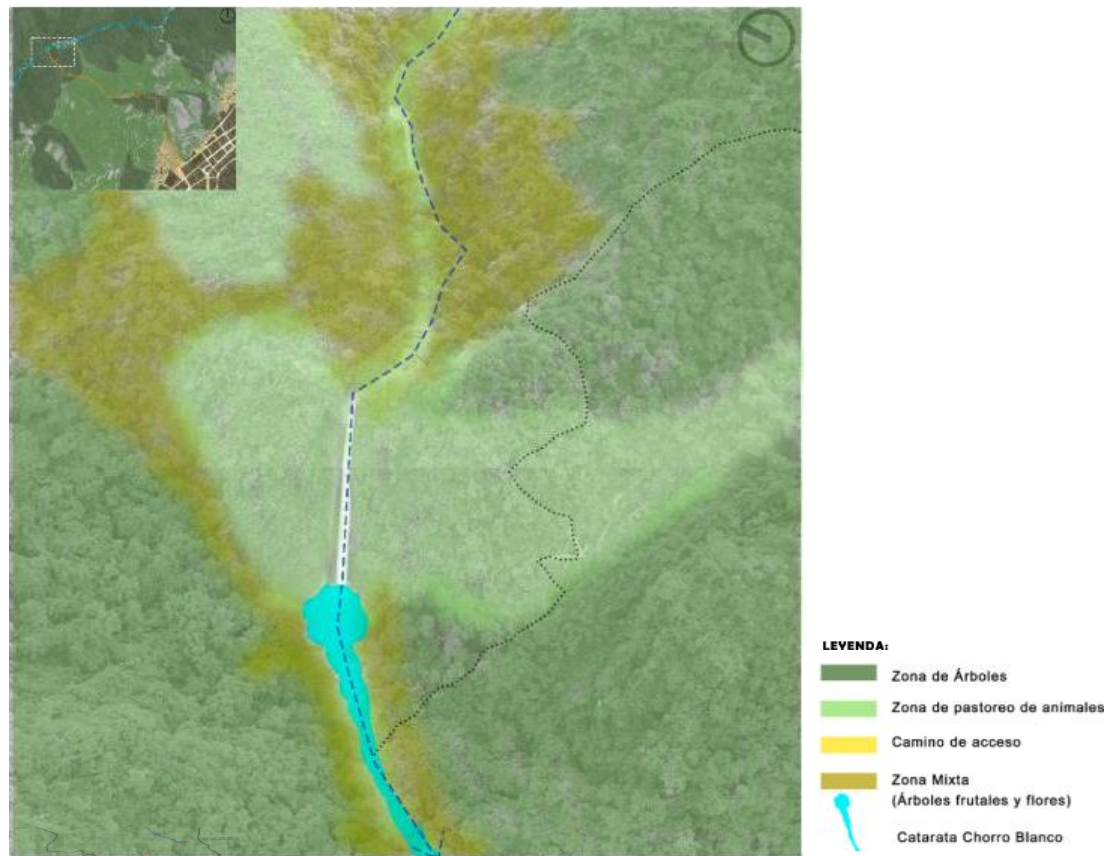 LEYENDA:
Zona de Árboles
Zona de pastoreo de animales
Camino de acceso
Zona Mixta
(Árboles frutales y flores)
Catarata Chorro Blanco